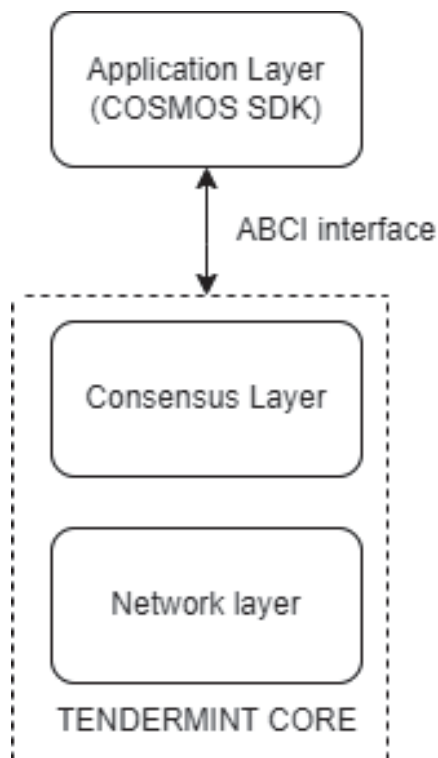 Application Layer
(COSMOS SDK)
ABCI interface
Consensus Layer
Network layer
TENDERMINT CORE